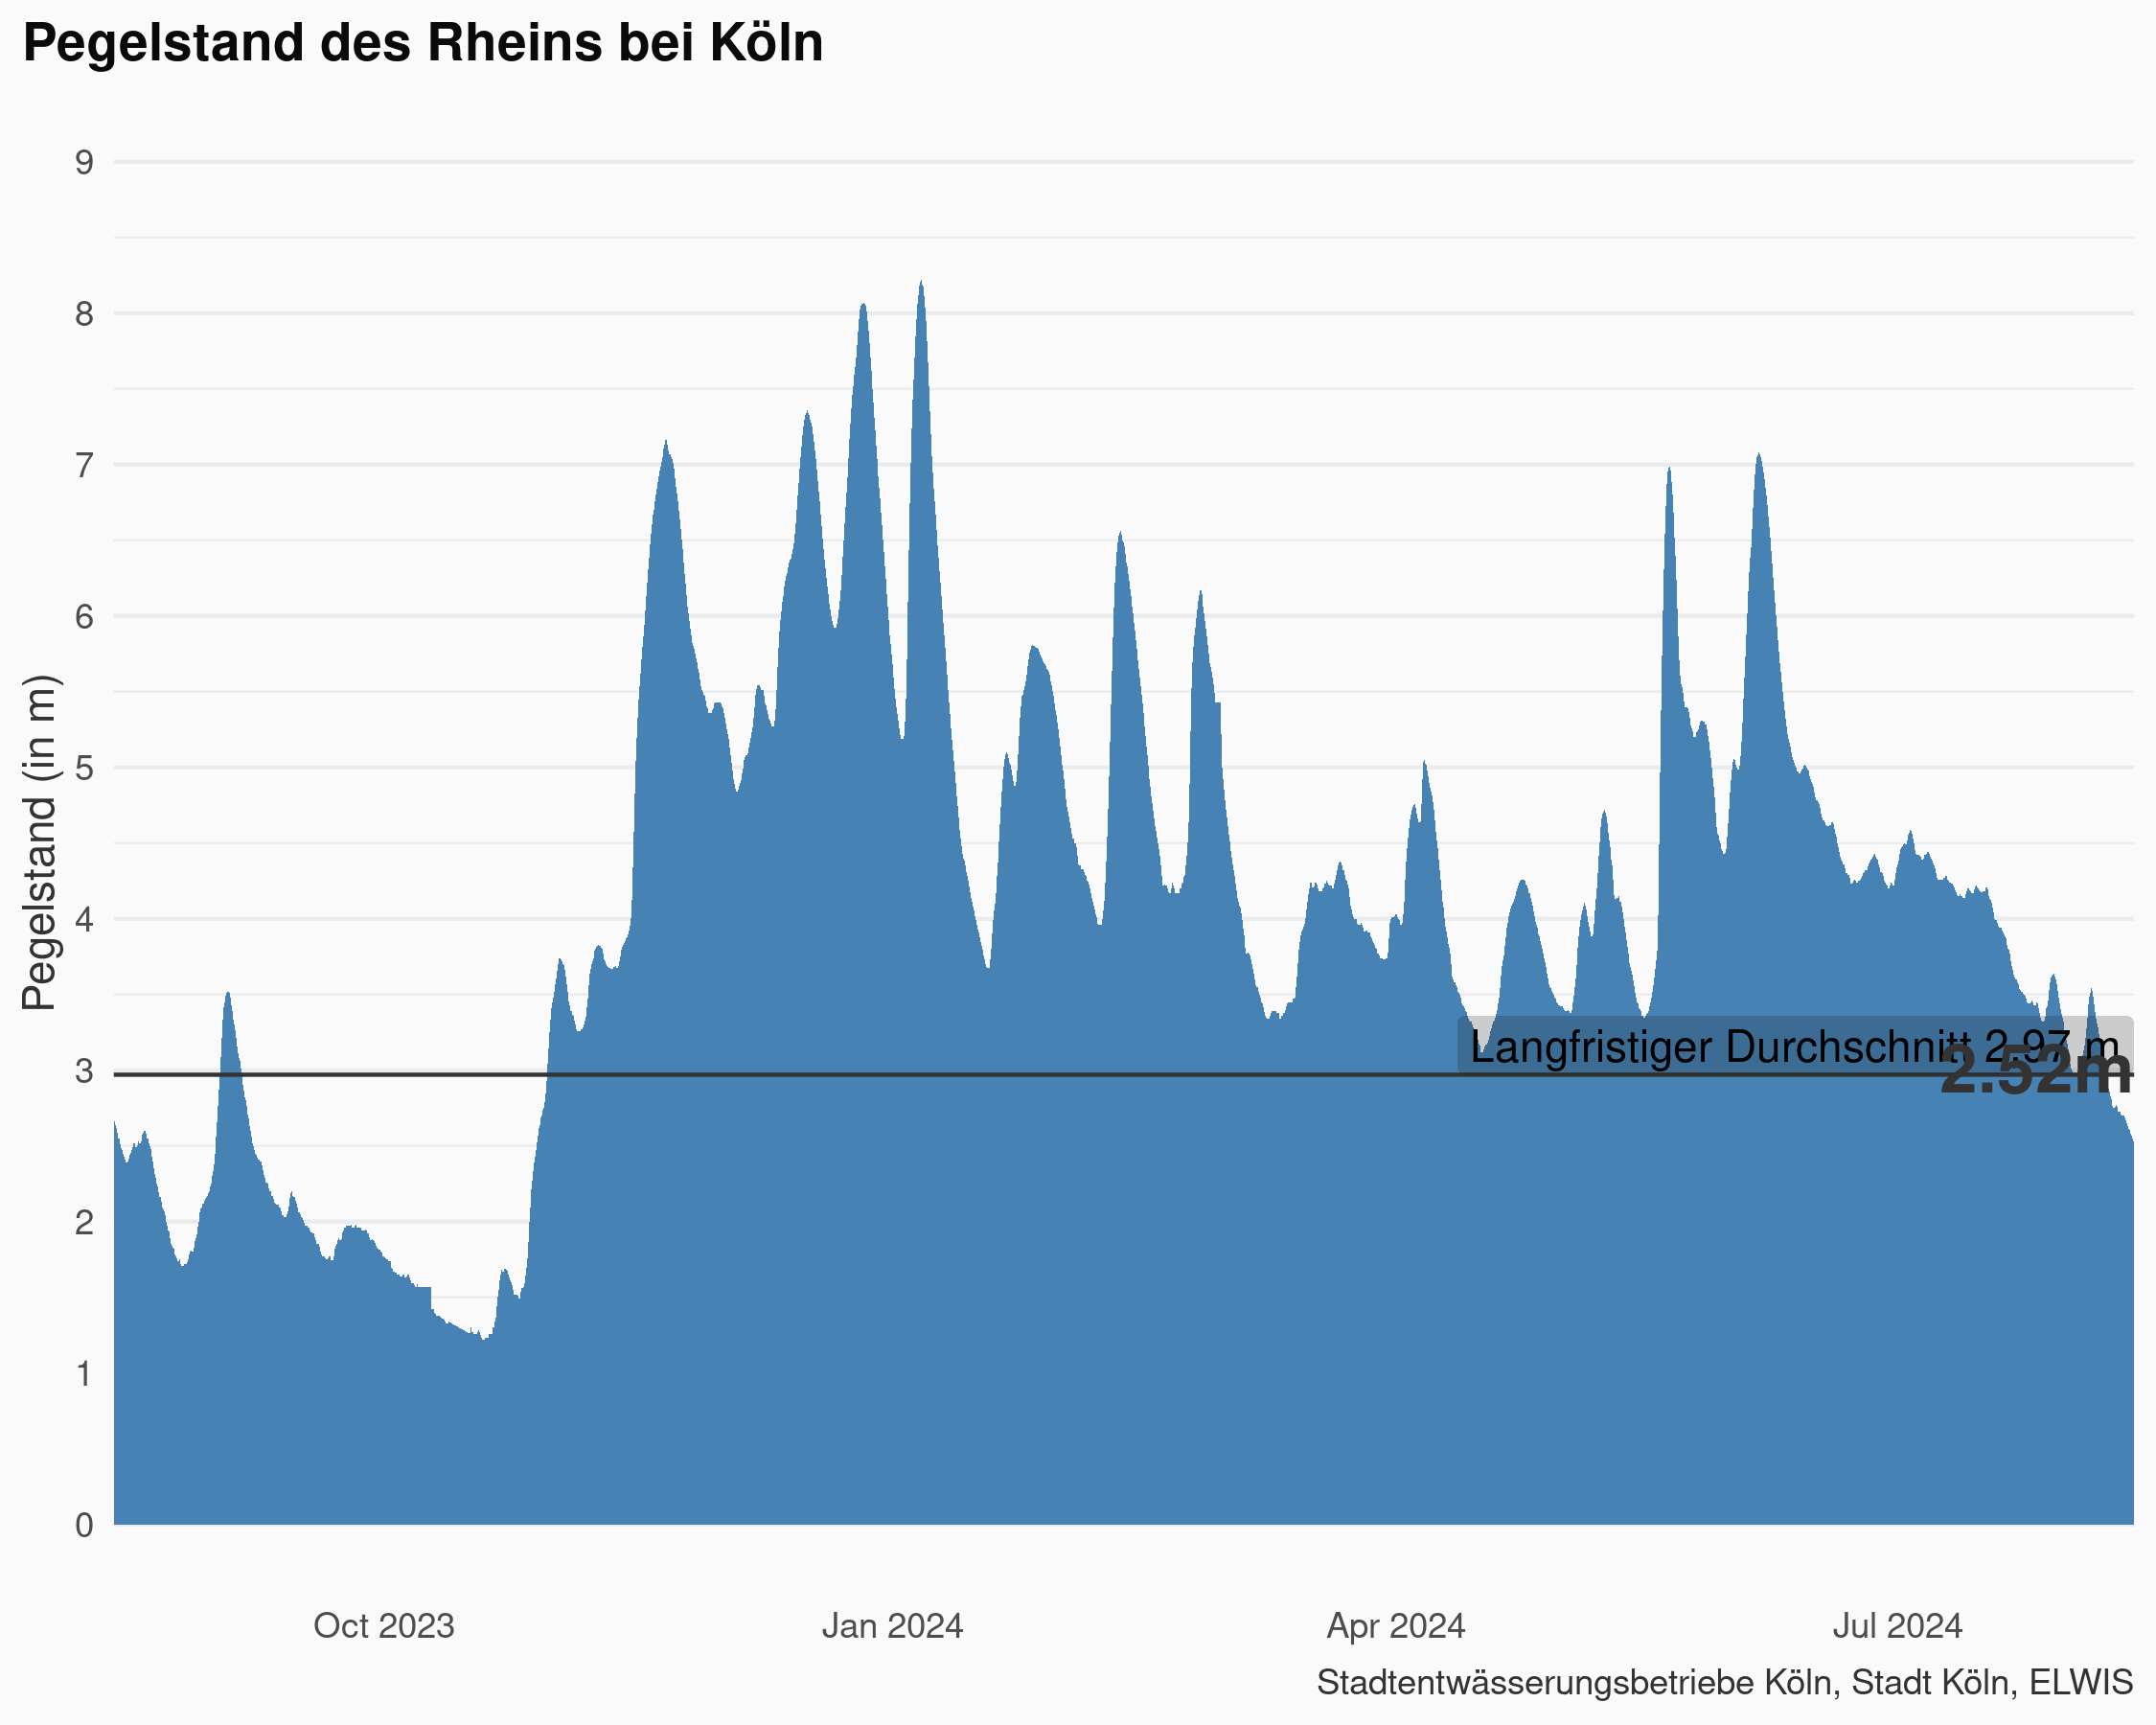 Pegelstand des Rheins bei Köln
Pegelstand (in m)
9
8
7
6
5
4
3
2
1
0
Langfristiger Durchschnitt 2.97 m
2.52m
Oct 2023
Jan 2024
Apr 2024
Jul 2024
Stadtentwässerungsbetriebe Köln, Stadt Köln, ELWIS